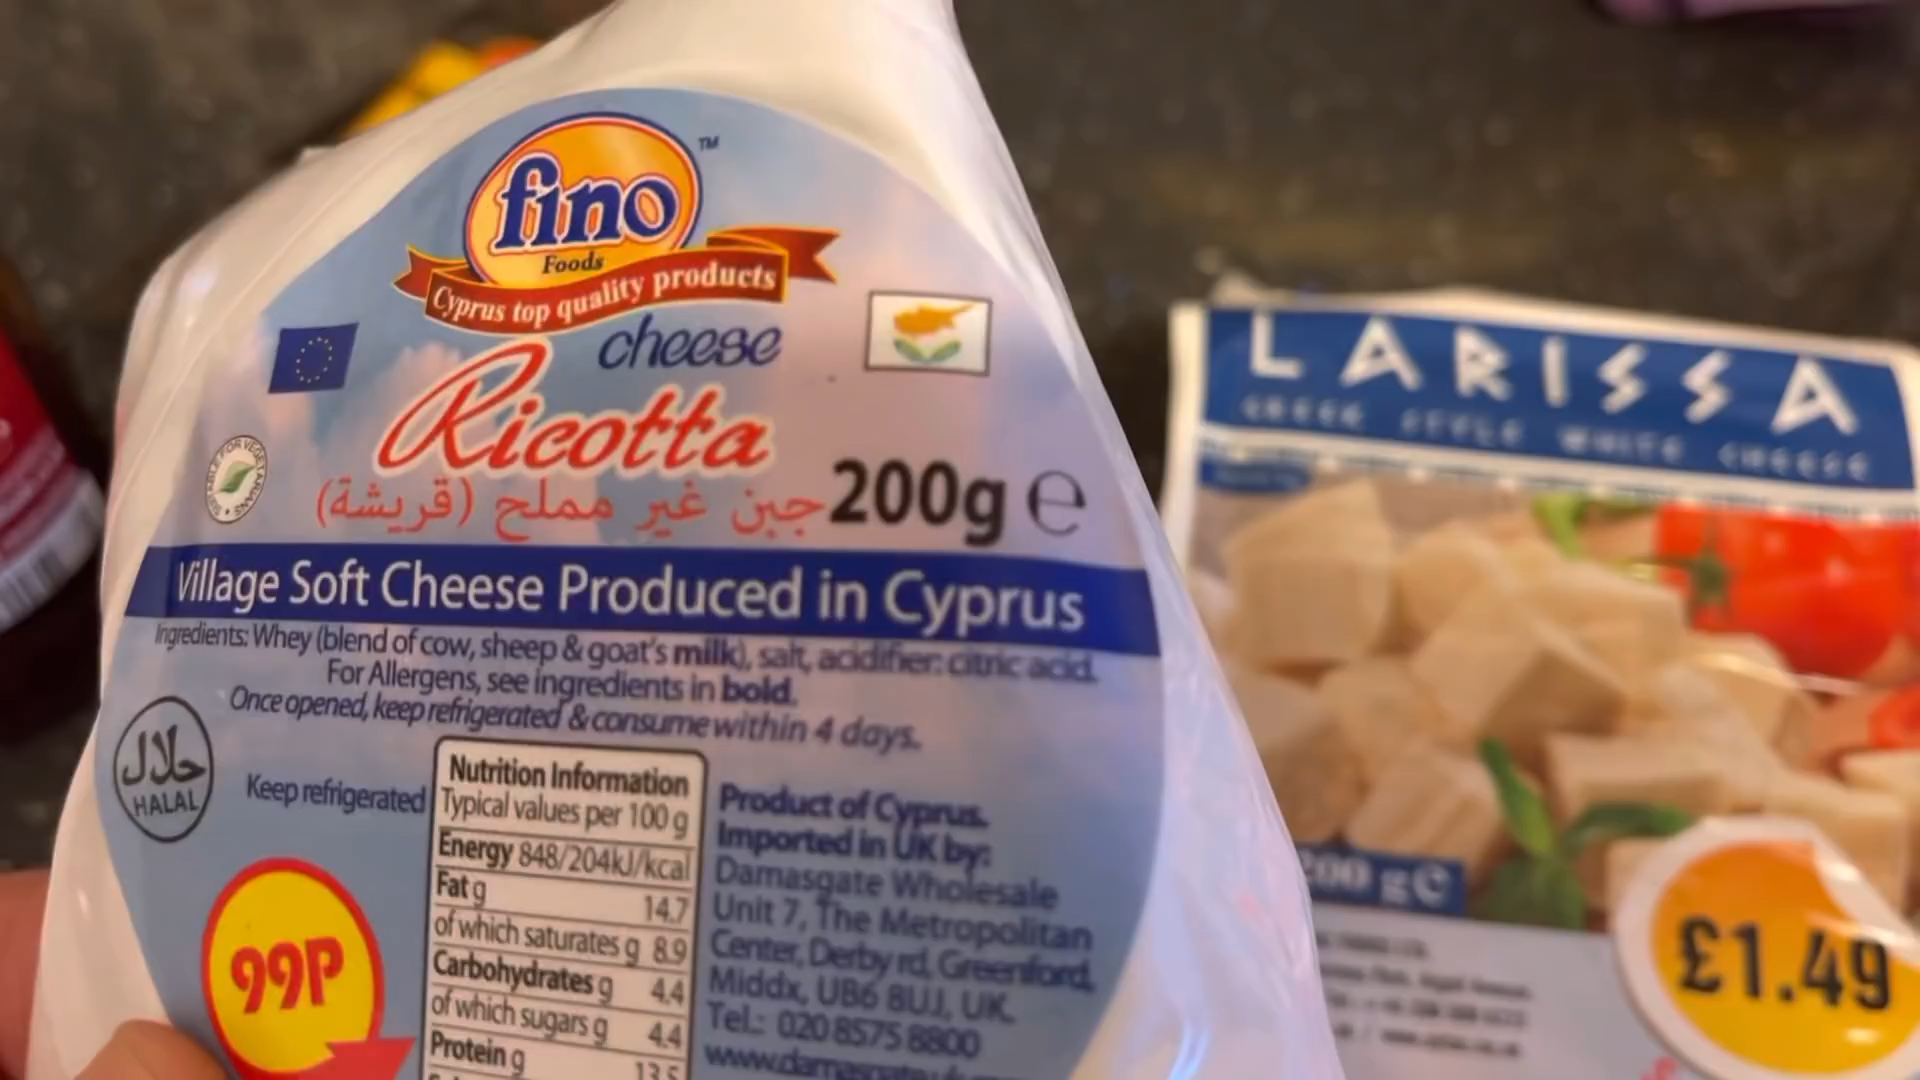 fino
TM
Foods
Cyprus top quality products
cheese
Ricotta
جبن غير مملح (قريشة)
200g e
Village Soft Cheese Produced in Cyprus
Ingredients: Whey (blend of cow, sheep & goat's milk), salt, acidifier: citric acid.
For Allergens, see ingredients in bold.
Once opened, keep refrigerated & consume within 4 days.
حلال
HALAL
Keep refrigerated
99P
Nutrition Information
Typical values per 100 g
Energy 848/204kJ/kcal
Fat g 14.7
of which saturates g 8.9
Carbohydrates g 4.4
of which sugars g 4.4
Protein g 13.5
Product of Cyprus.
Imported in UK by:
Damasgate Wholesale
Unit 7, The Metropolitan
Center, Derby rd, Greenford,
Middx, UB6 8UJ, UK.
Tel.: 020 8575 8800
LARISSA
GREEK STYLE WHITE CHEESE
200 g e
£1.49